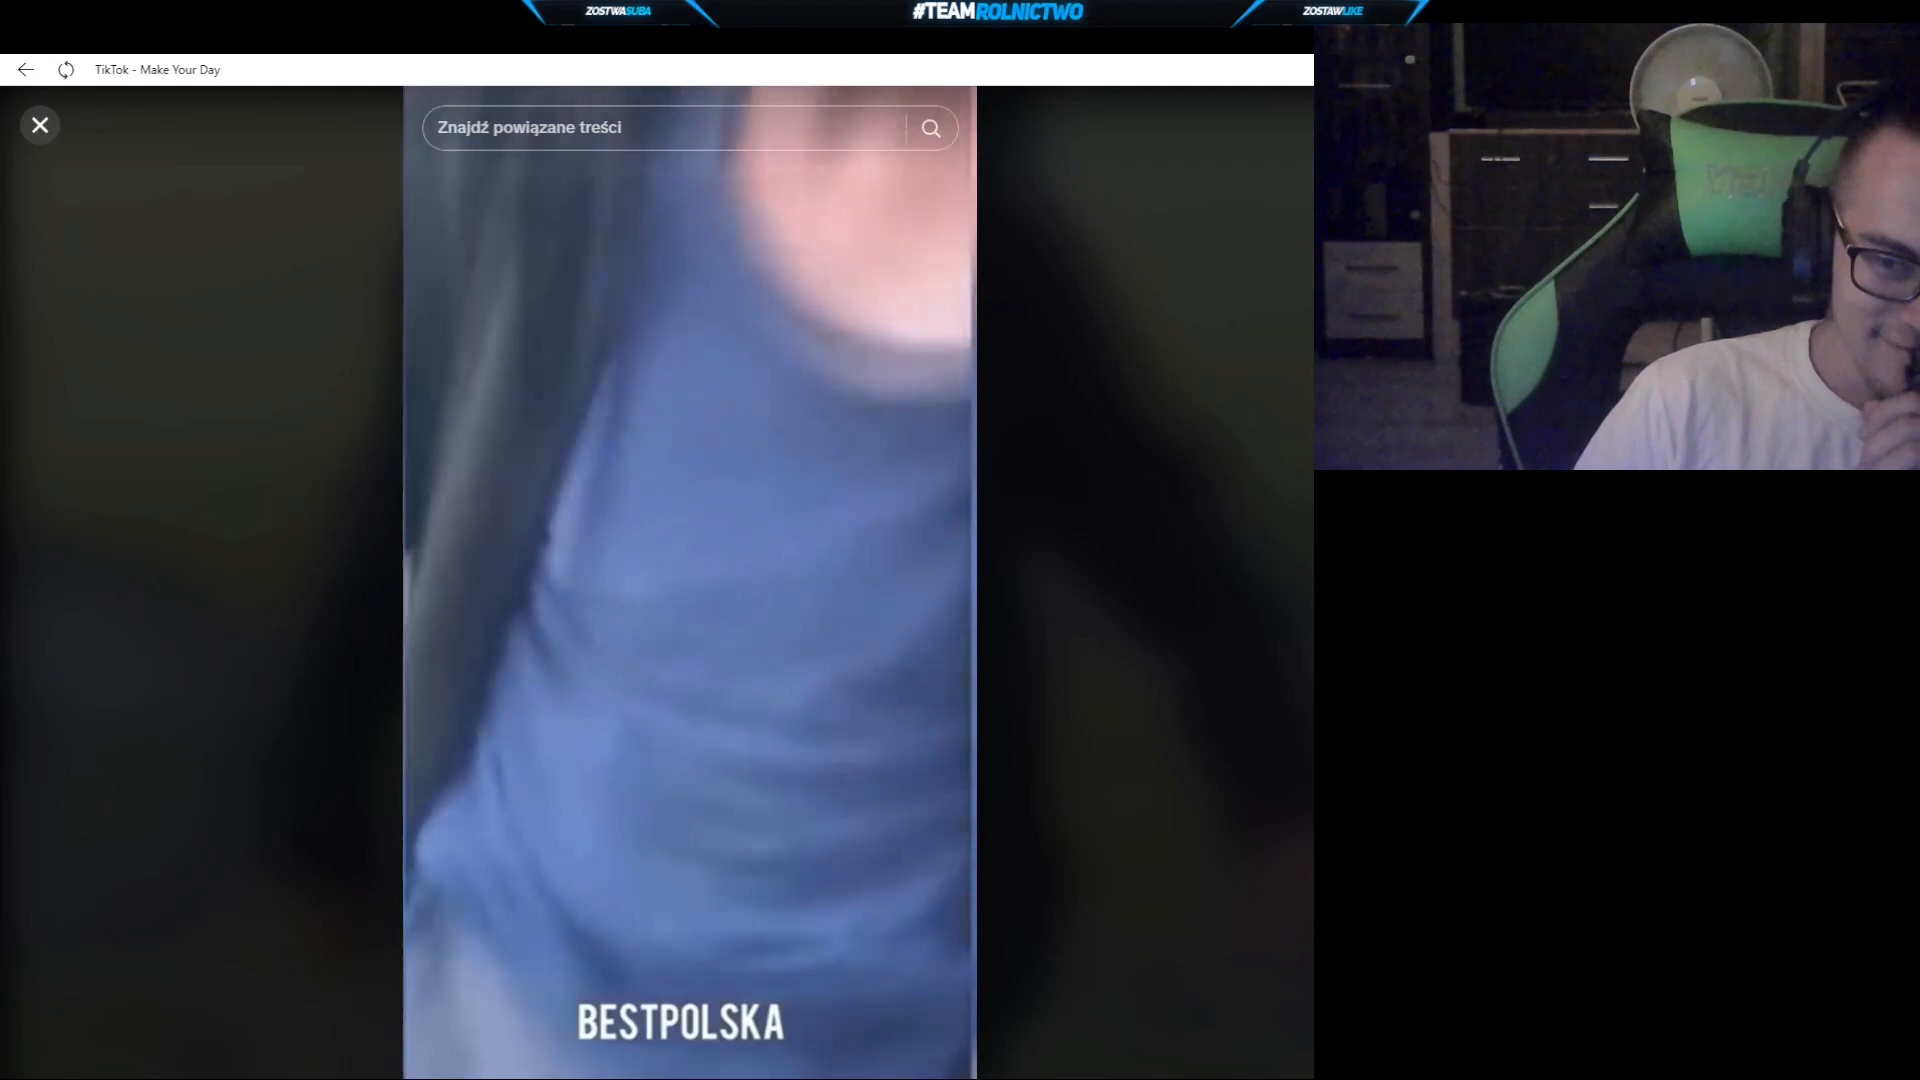 ZOSTWASUBA
#TEAMROLNICTWO
ZOSTAWLIKE
TikTok - Make Your Day
Znajdź powiązane treści
BESTPOLSKA